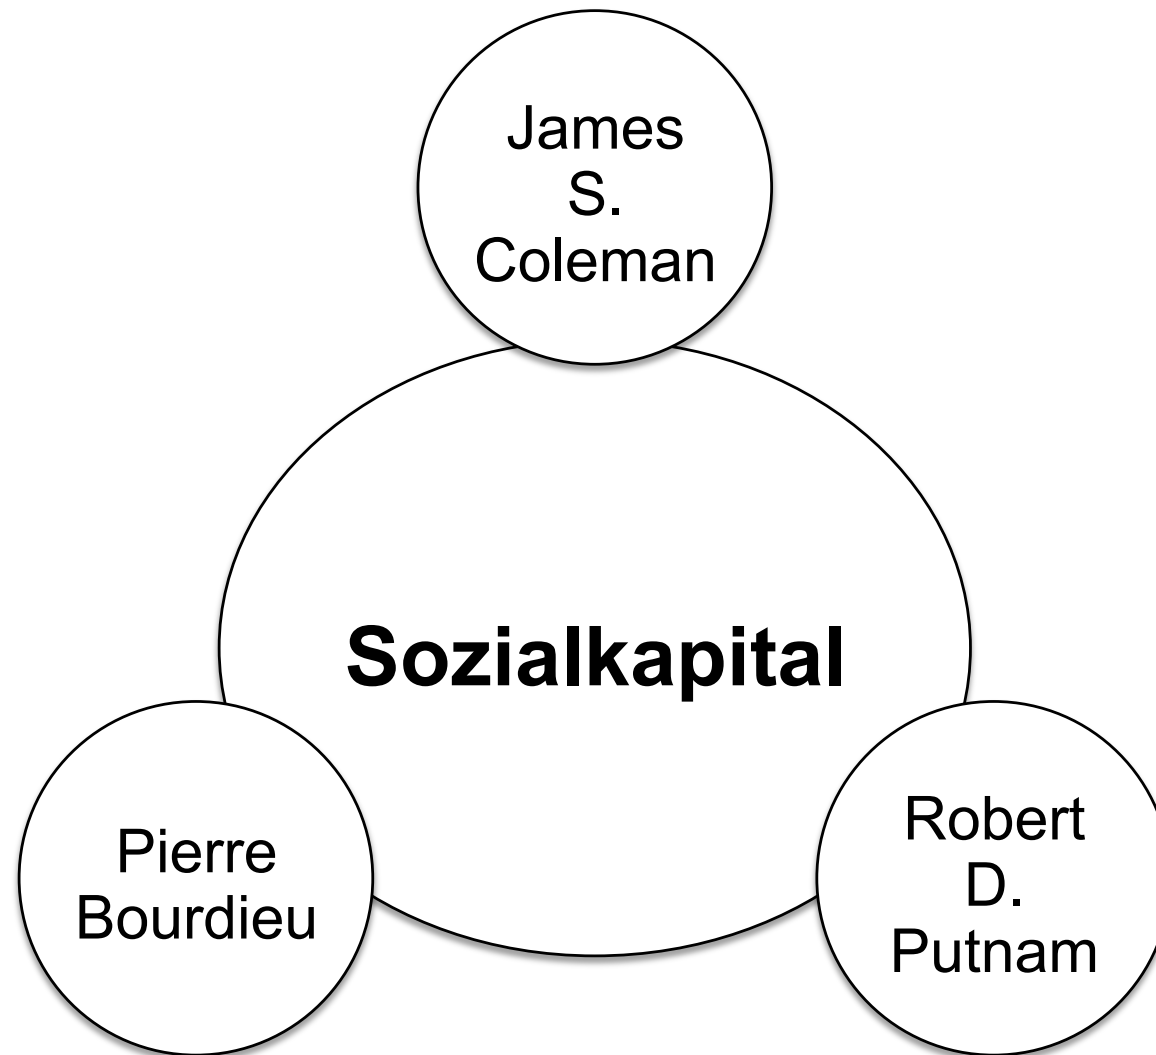 James
S.
Coleman
Sozialkapital
Pierre
Bourdieu
Robert
D.
Putnam